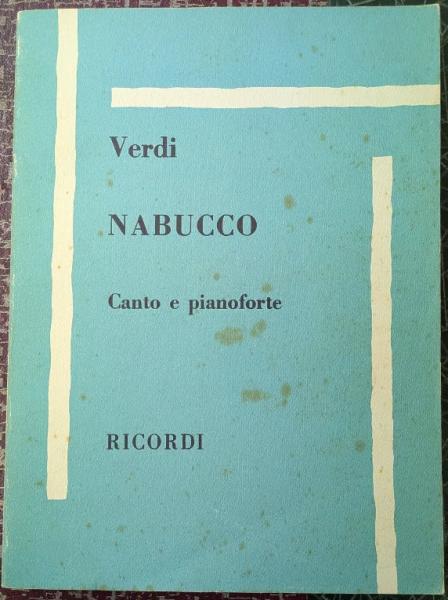 Verdi
NABUCCO
Canto e pianoforte
RICORDI